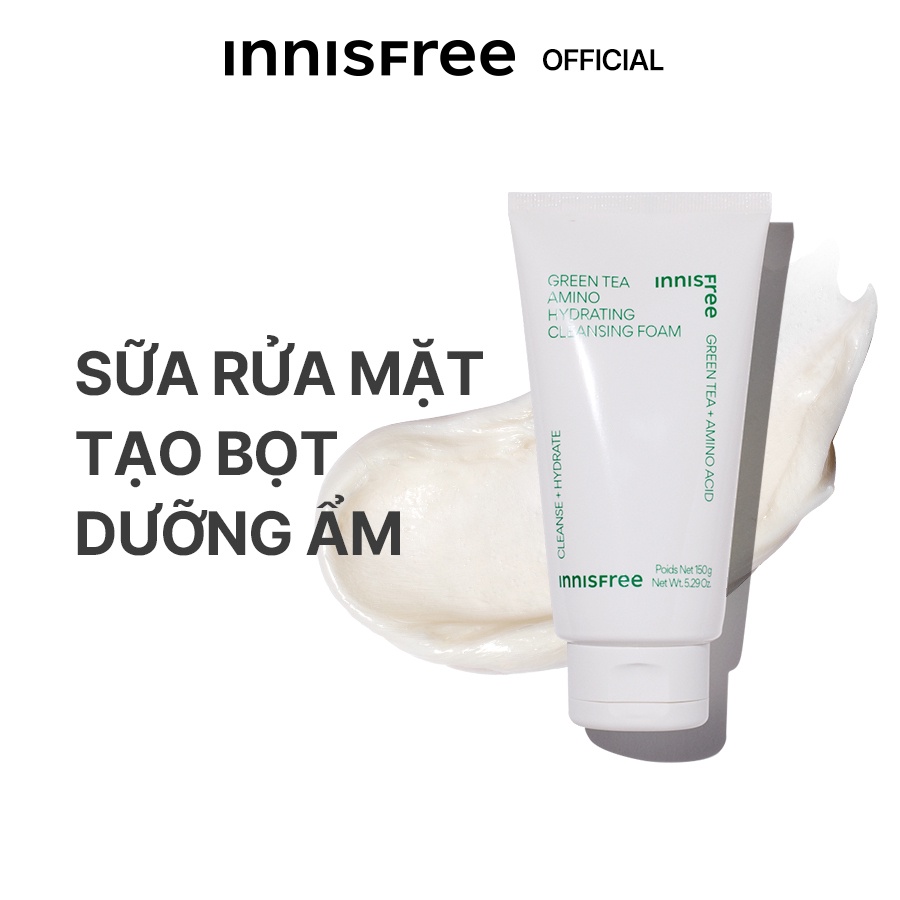 innisFree OFFICIAL
SỮA RỬA MẶT
TẠO BỌT
DƯỠNG ẨM
GREEN TEA
AMINO
HYDRATING
CLEANSING FOAM
innisFree
GREEN TEA + AMINO ACID
CLEANSE + HYDRATE
innisFree
Poids Net 150g
Net Wt. 5.29 Oz.